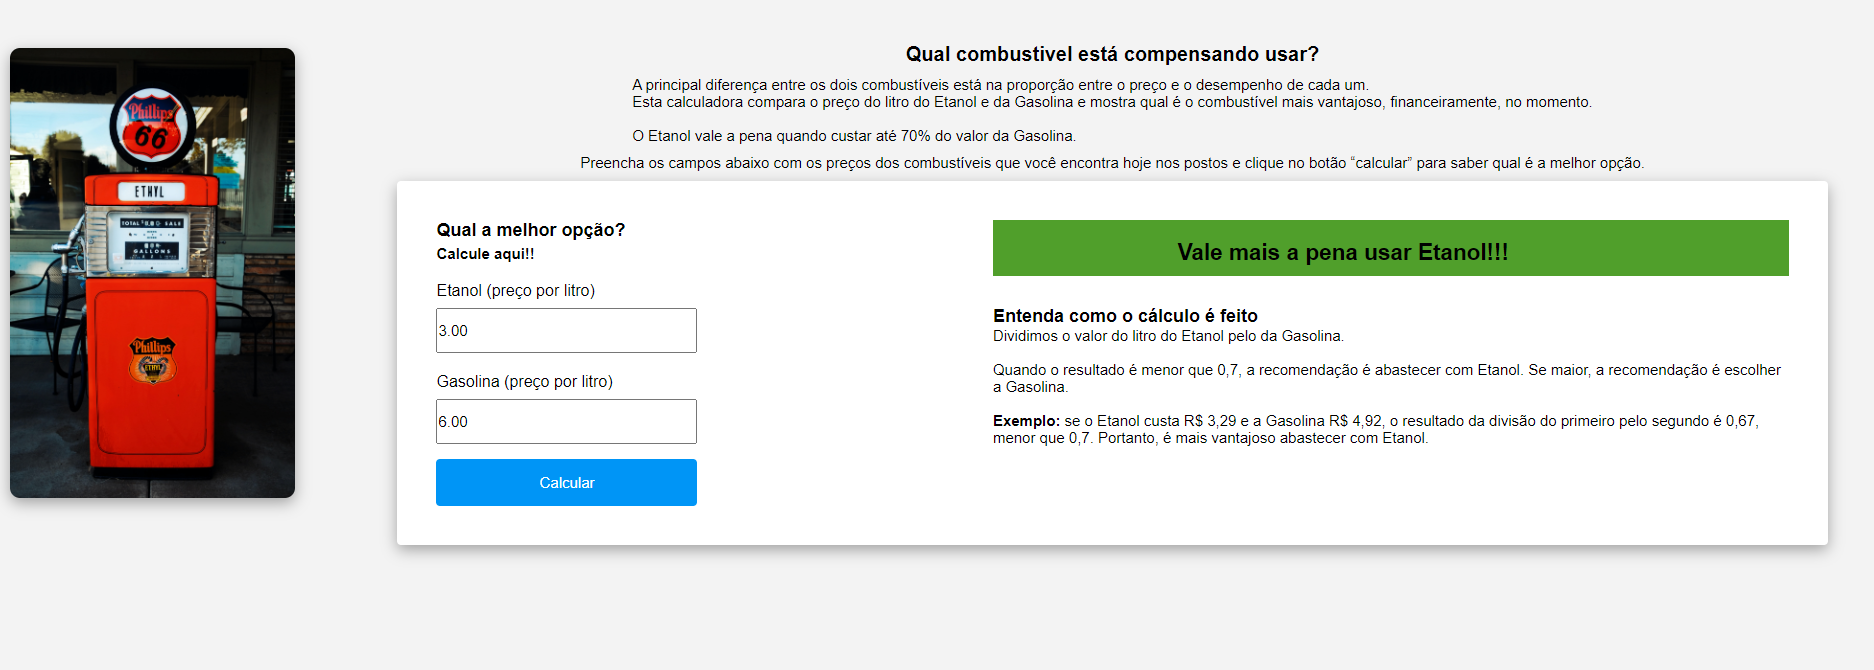 Qual combustivel está compensando usar?
A principal diferença entre os dois combustíveis está na proporção entre o preço e o desempenho de cada um.
Esta calculadora compara o preço do litro do Etanol e da Gasolina e mostra qual é o combustível mais vantajoso, financeiramente, no momento.
O Etanol vale a pena quando custar até 70% do valor da Gasolina.
Preencha os campos abaixo com os preços dos combustíveis que você encontra hoje nos postos e clique no botão “calcular” para saber qual é a melhor opção.
Phillips
66
ETHYL
TOTAL SALE
GALLONS
Phillips
ETHYL
Qual a melhor opção?
Calcule aqui!!
Etanol (preço por litro)
3.00
Gasolina (preço por litro)
6.00
Calcular
Vale mais a pena usar Etanol!!!
Entenda como o cálculo é feito
Dividimos o valor do litro do Etanol pelo da Gasolina.
Quando o resultado é menor que 0,7, a recomendação é abastecer com Etanol. Se maior, a recomendação é escolher
a Gasolina.
Exemplo: se o Etanol custa R$ 3,29 e a Gasolina R$ 4,92, o resultado da divisão do primeiro pelo segundo é 0,67,
menor que 0,7. Portanto, é mais vantajoso abastecer com Etanol.